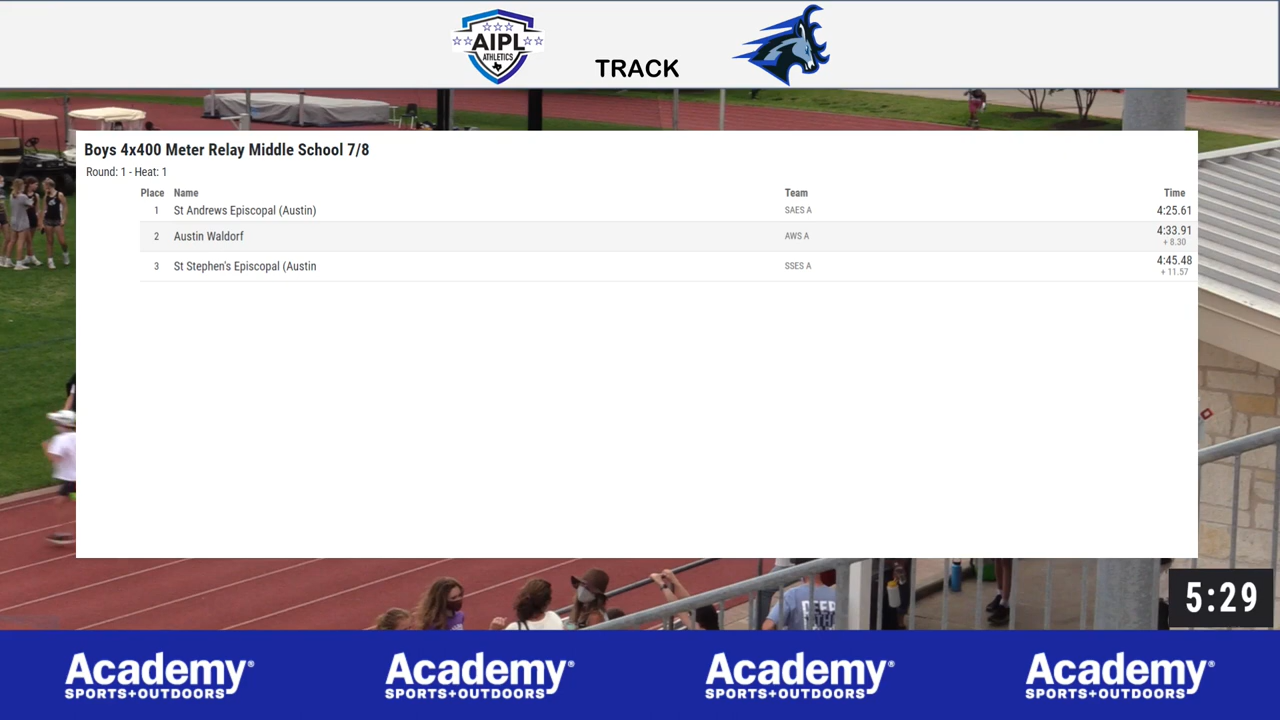 AIPL
ATHLETICS
TRACK
Boys 4x400 Meter Relay Middle School 7/8
Round: 1 - Heat: 1
Place Name Team Time
1 St Andrews Episcopal (Austin) SAES A 4:25.61
2 Austin Waldorf AWS A 4:33.91
+ 8.30
3 St Stephen's Episcopal (Austin SSES A 4:45.48
+ 11.57
5:29
Academy® Academy® Academy® Academy®
SPORTS+OUTDOORS SPORTS+OUTDOORS SPORTS+OUTDOORS SPORTS+OUTDOORS